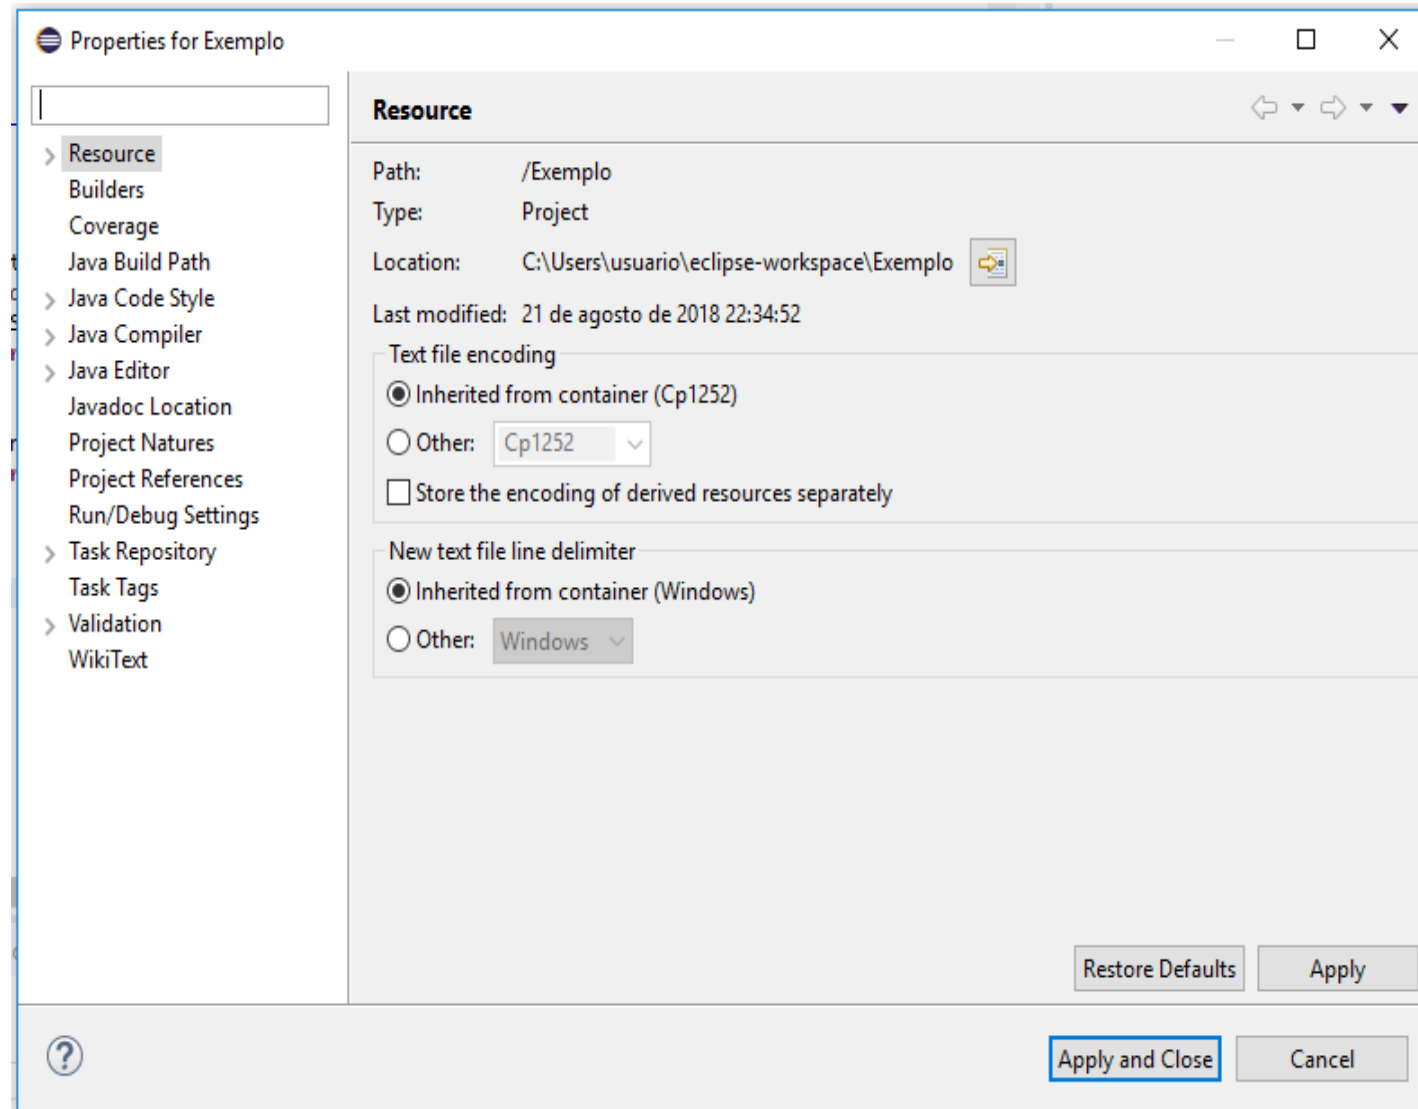 Properties for Exemplo
Resource
Builders
Coverage
Java Build Path
Java Code Style
Java Compiler
Java Editor
Javadoc Location
Project Natures
Project References
Run/Debug Settings
Task Repository
Task Tags
Validation
WikiText
Resource
Path: /Exemplo
Type: Project
Location: C:\Users\usuario\eclipse-workspace\Exemplo
Last modified: 21 de agosto de 2018 22:34:52
Text file encoding
Inherited from container (Cp1252)
Other: Cp1252
Store the encoding of derived resources separately
New text file line delimiter
Inherited from container (Windows)
Other: Windows
Restore Defaults Apply
? Apply and Close Cancel